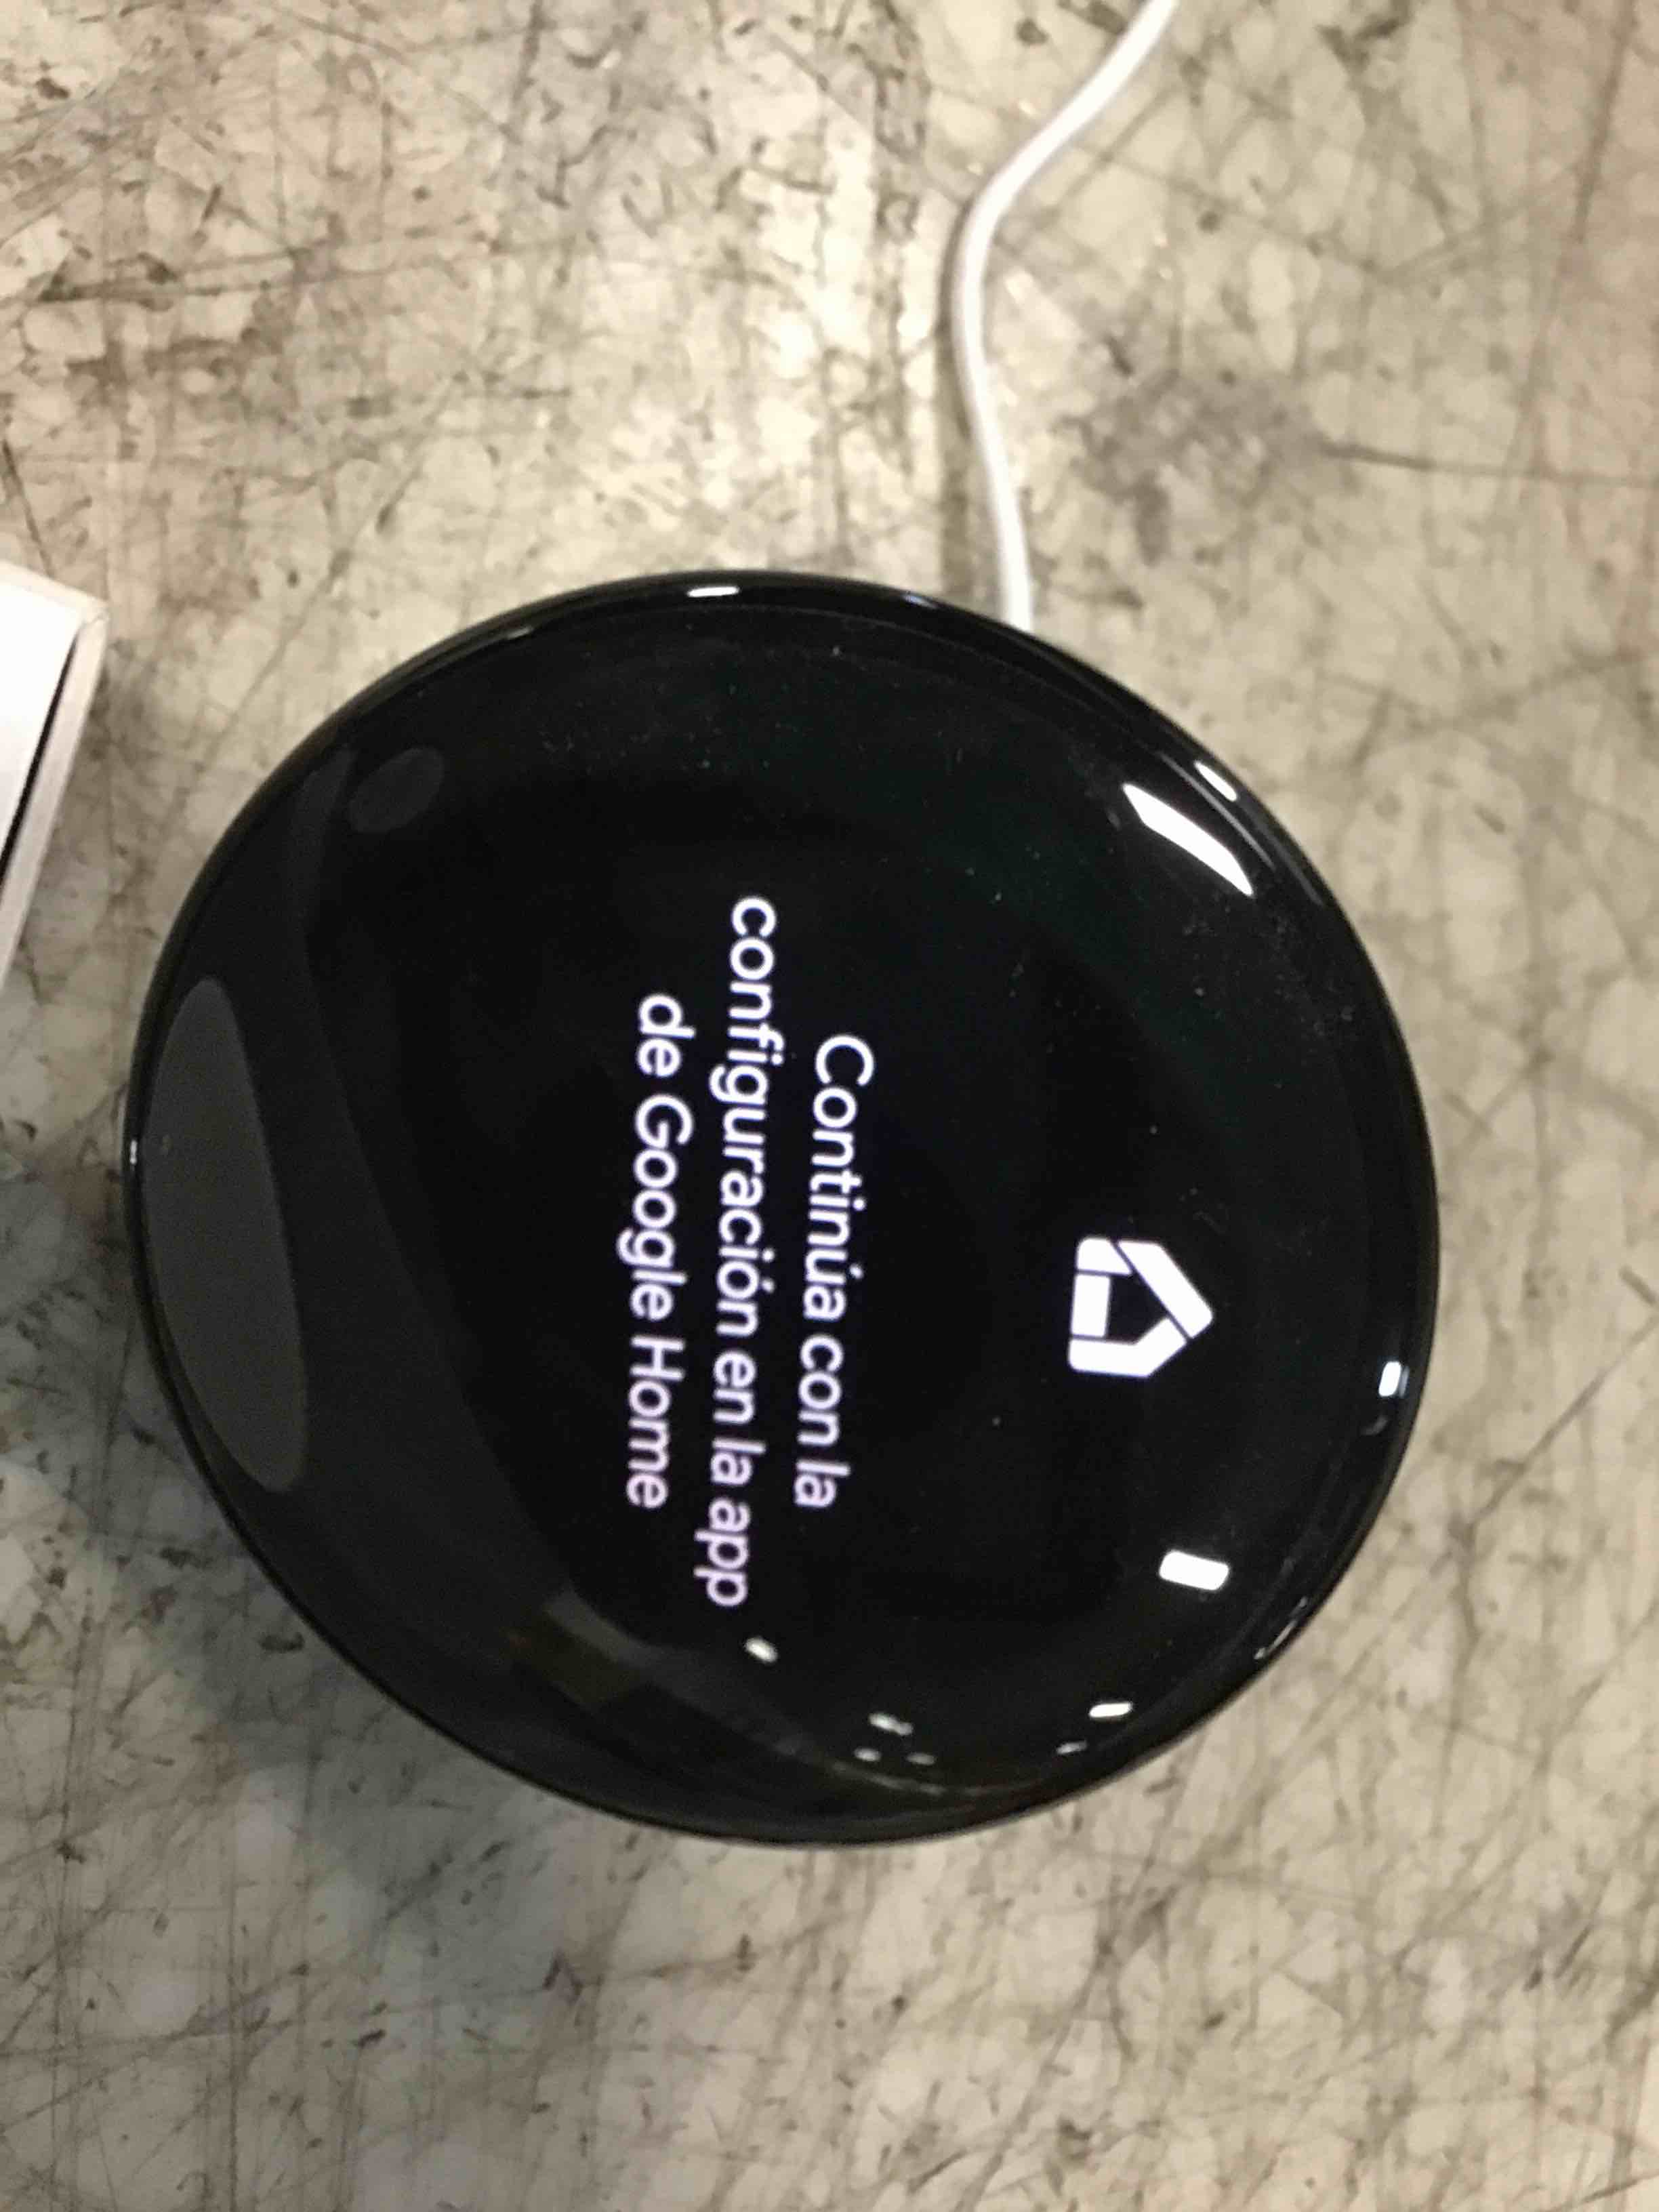 Continúa con la
configuración en la app
de Google Home